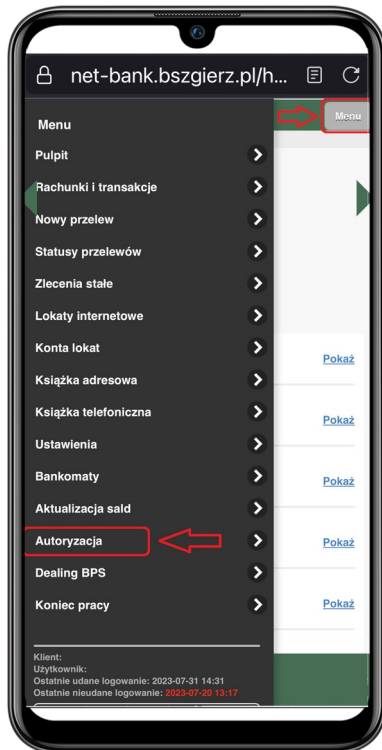 net-bank.bszgierz.pl/h...
Menu
Menu
Pulpit
Rachunki i transakcje
Nowy przelew
Statusy przelewów
Zlecenia stałe
Lokaty internetowe
Konta lokat
Pokaż
Książka adresowa
Książka telefoniczna
Pokaż
Ustawienia
Bankomaty
Pokaż
Aktualizacja sald
Autoryzacja
Pokaż
Dealing BPS
Koniec pracy
Pokaż
Klient:
Użytkownik:
Ostatnie udane logowanie: 2023-07-31 14:31
Ostatnie nieudane logowanie: 2023-07-20 13:17